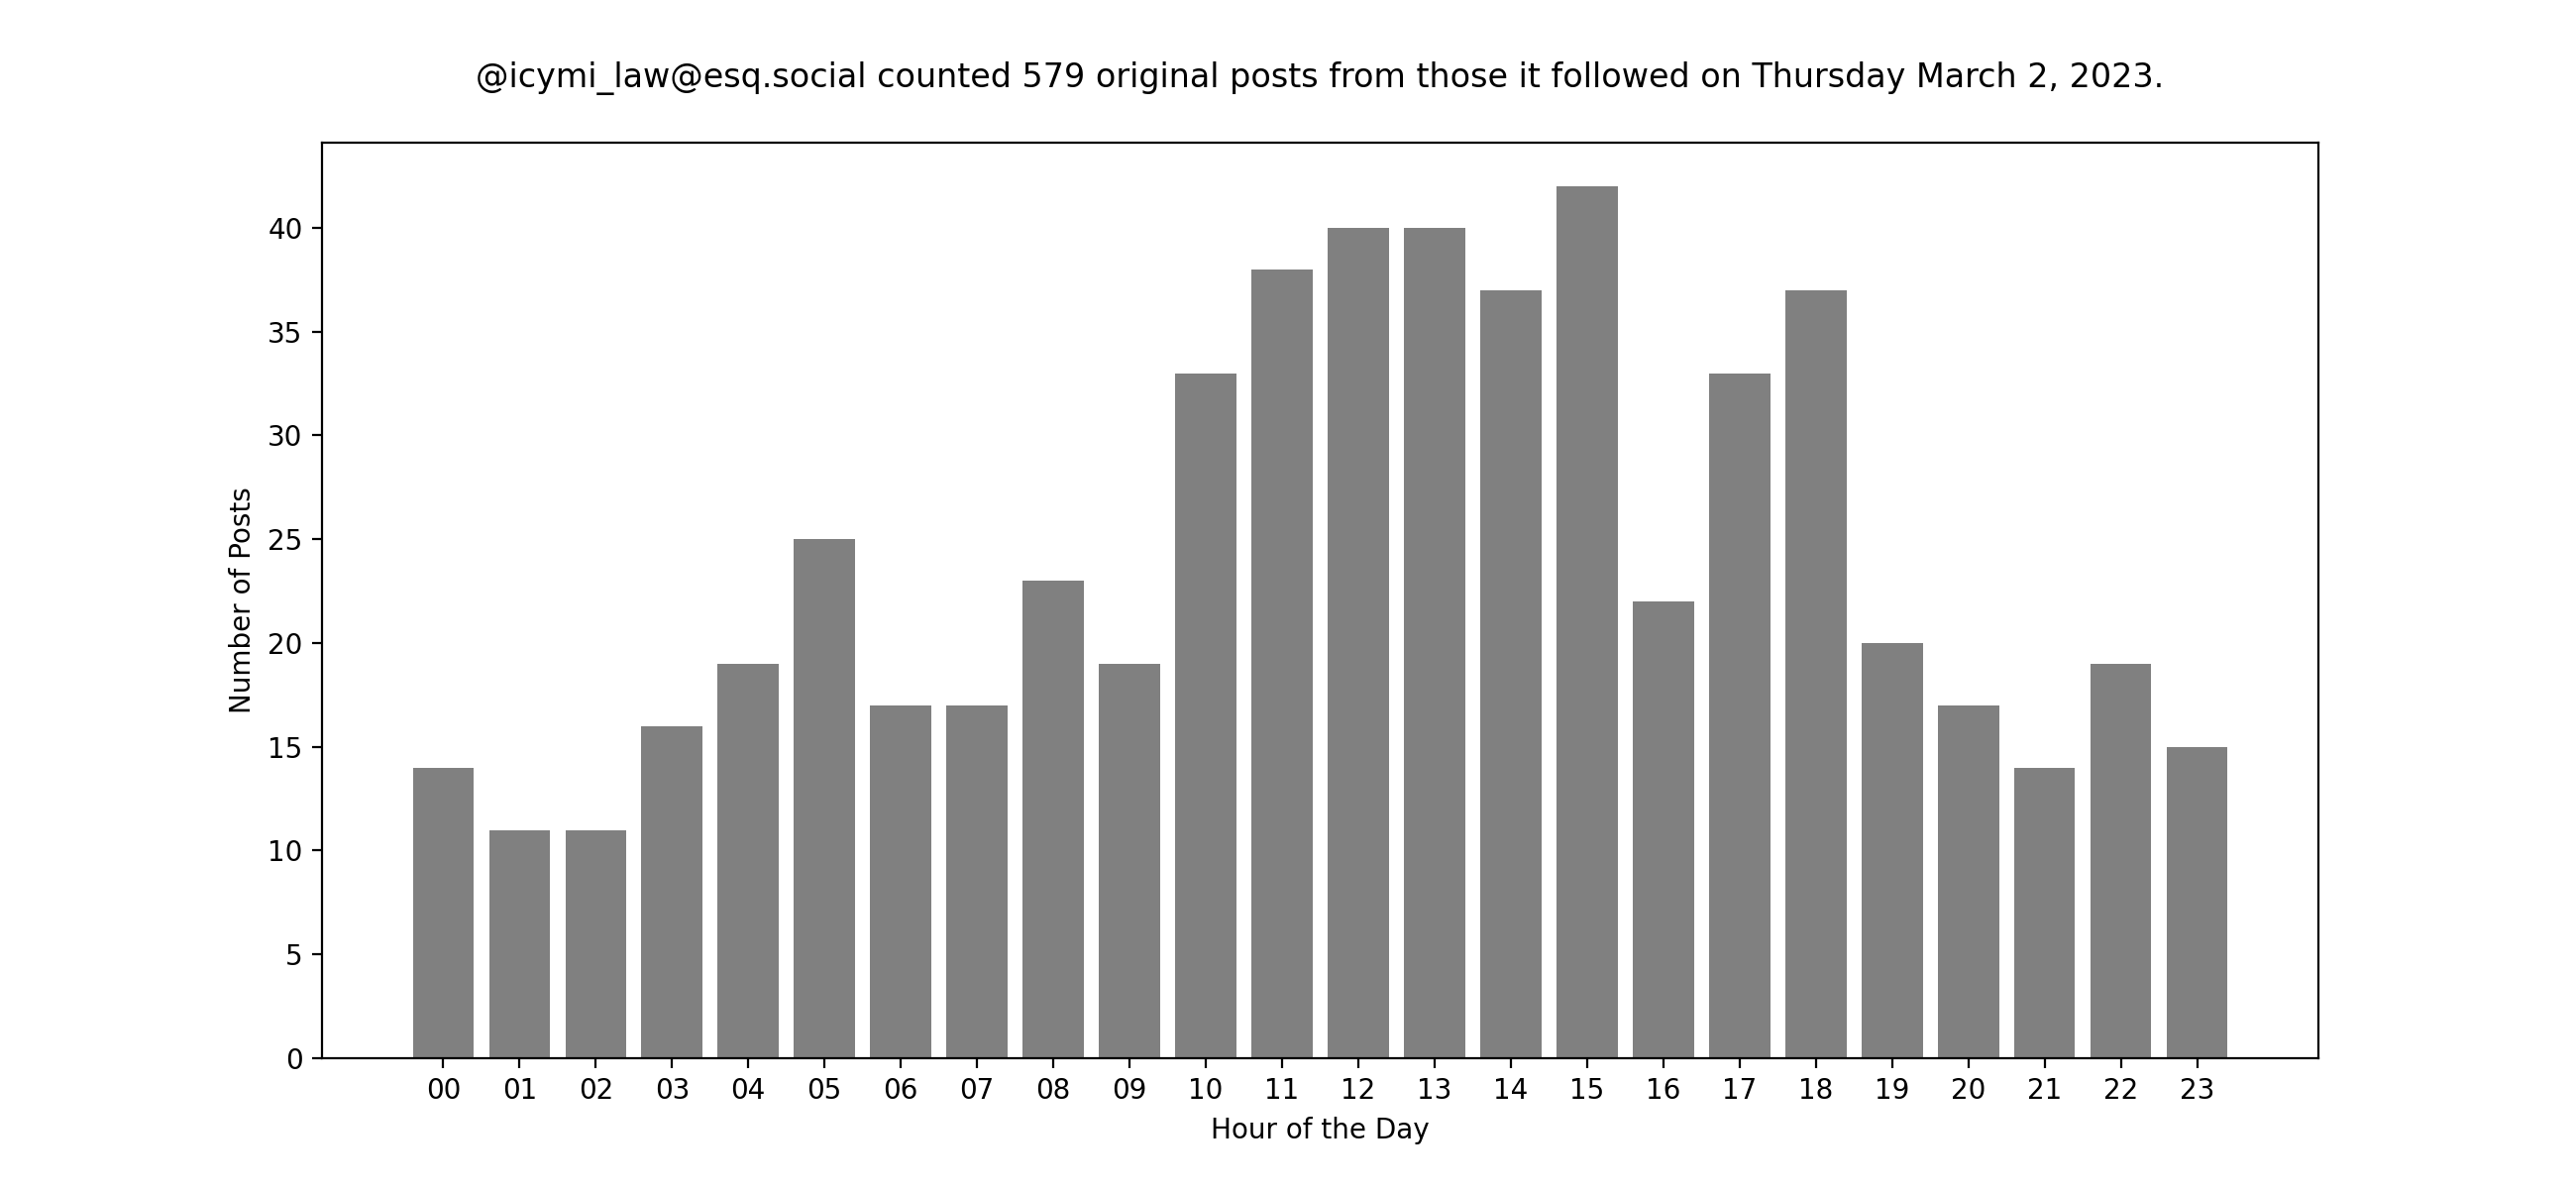 @icymi_law@esq.social counted 579 original posts from those it followed on Thursday March 2, 2023.
40
35
30
25
20
15
10
5
0
Number of Posts
00 01 02 03 04 05 06 07 08 09 10 11 12 13 14 15 16 17 18 19 20 21 22 23
Hour of the Day